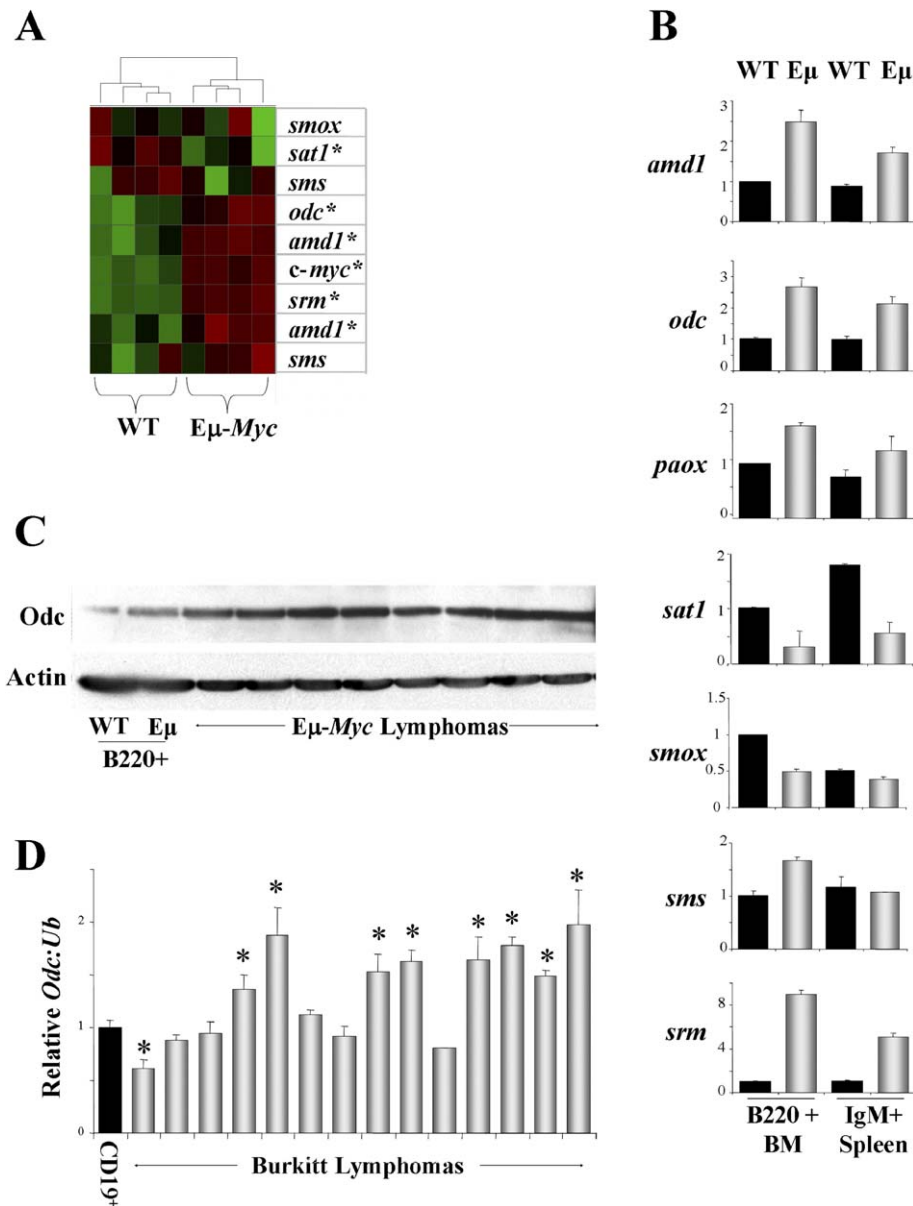 A
smox
sat1*
sms
odc*
amd1*
c-myc*
srm*
amd1*
sms
WT Eμ-Myc
B
WT Eμ WT Eμ
amd1
3
2
1
0
odc
4
3
2
1
0
paox
2
1
0
sat1
2
1
0
smox
1.5
1
0.5
0
sms
2
1
0
srm
8
4
0
B220 + BM
IgM+ Spleen
C
Odc
Actin
WT Eμ
B220+
Eμ-Myc Lymphomas
D
Relative Odc:Ub
2
1
0
* * * * * * * * *
CD19+
Burkitt Lymphomas